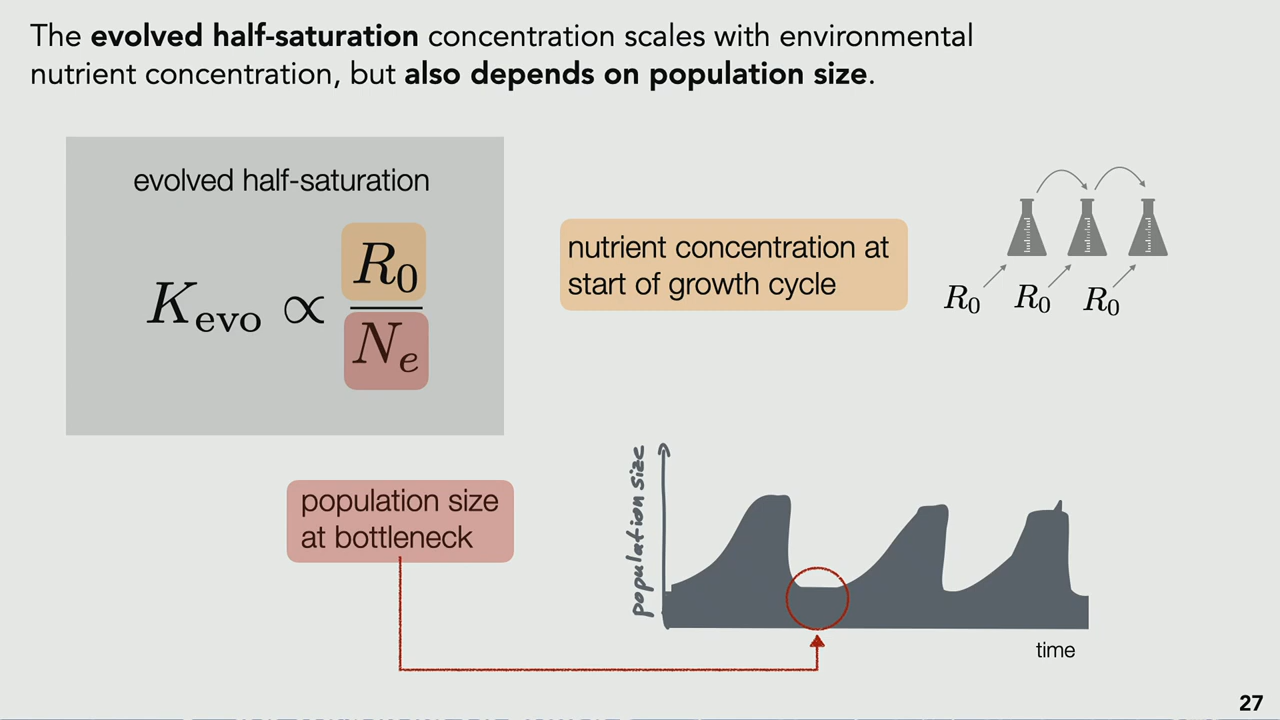 The evolved half-saturation concentration scales with environmental
nutrient concentration, but also depends on population size.
evolved half-saturation
K_evo ∝ R_0 / N_e
nutrient concentration at
start of growth cycle
R_0 R_0 R_0
population size
at bottleneck
population size
time
27